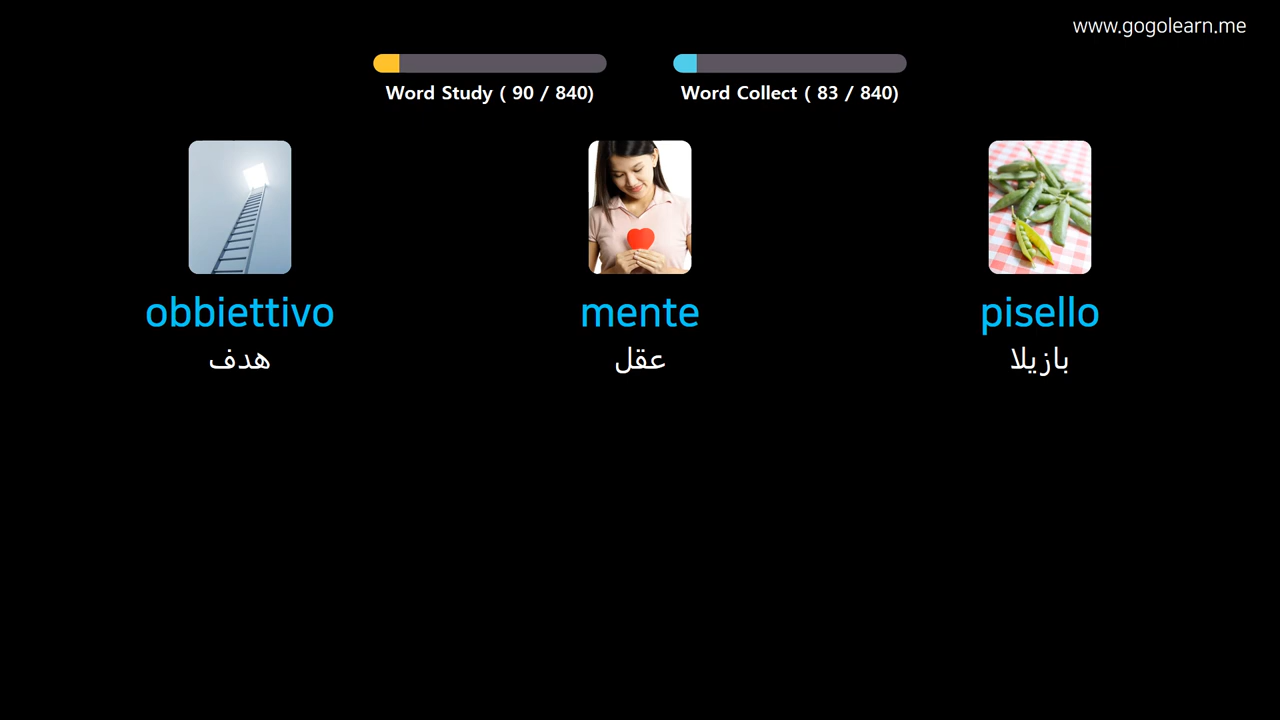 www.gogolearn.me
Word Study ( 90 / 840)
Word Collect ( 83 / 840)
obbiettivo
هدف
mente
عقل
pisello
بازيلا